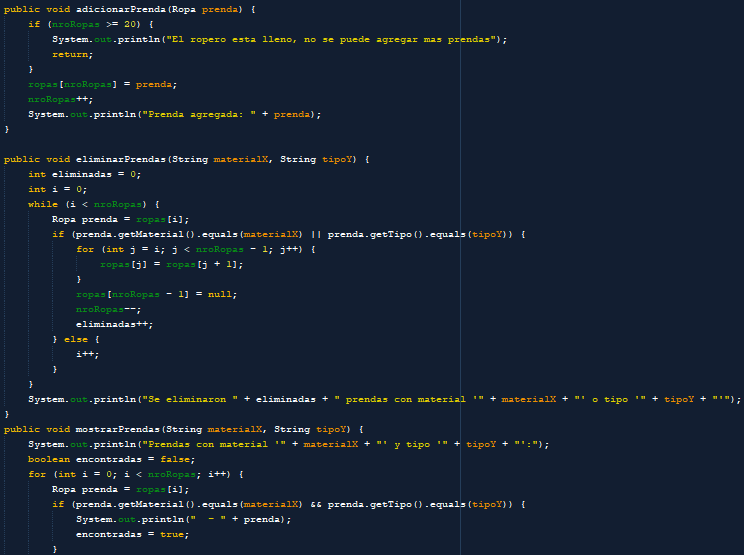 public void adicionarPrenda(Ropa prenda) {
    if (nroRopas >= 20) {
        System.out.println("El ropero esta lleno, no se puede agregar mas prendas");
        return;
    }
    ropas[nroRopas] = prenda;
    nroRopas++;
    System.out.println("Prenda agregada: " + prenda);
}

public void eliminarPrendas(String materialX, String tipoY) {
    int eliminadas = 0;
    int i = 0;
    while (i < nroRopas) {
        Ropa prenda = ropas[i];
        if (prenda.getMaterial().equals(materialX) || prenda.getTipo().equals(tipoY)) {
            for (int j = i; j < nroRopas - 1; j++) {
                ropas[j] = ropas[j + 1];
            }
            ropas[nroRopas - 1] = null;
            nroRopas--;
            eliminadas++;
        } else {
            i++;
        }
    }
    System.out.println("Se eliminaron " + eliminadas + " prendas con material '" + materialX + "' o tipo '" + tipoY + "'");
}
public void mostrarPrendas(String materialX, String tipoY) {
    System.out.println("Prendas con material '" + materialX + "' y tipo '" + tipoY + "':");
    boolean encontradas = false;
    for (int i = 0; i < nroRopas; i++) {
        Ropa prenda = ropas[i];
        if (prenda.getMaterial().equals(materialX) && prenda.getTipo().equals(tipoY)) {
            System.out.println("  - " + prenda);
            encontradas = true;
        }